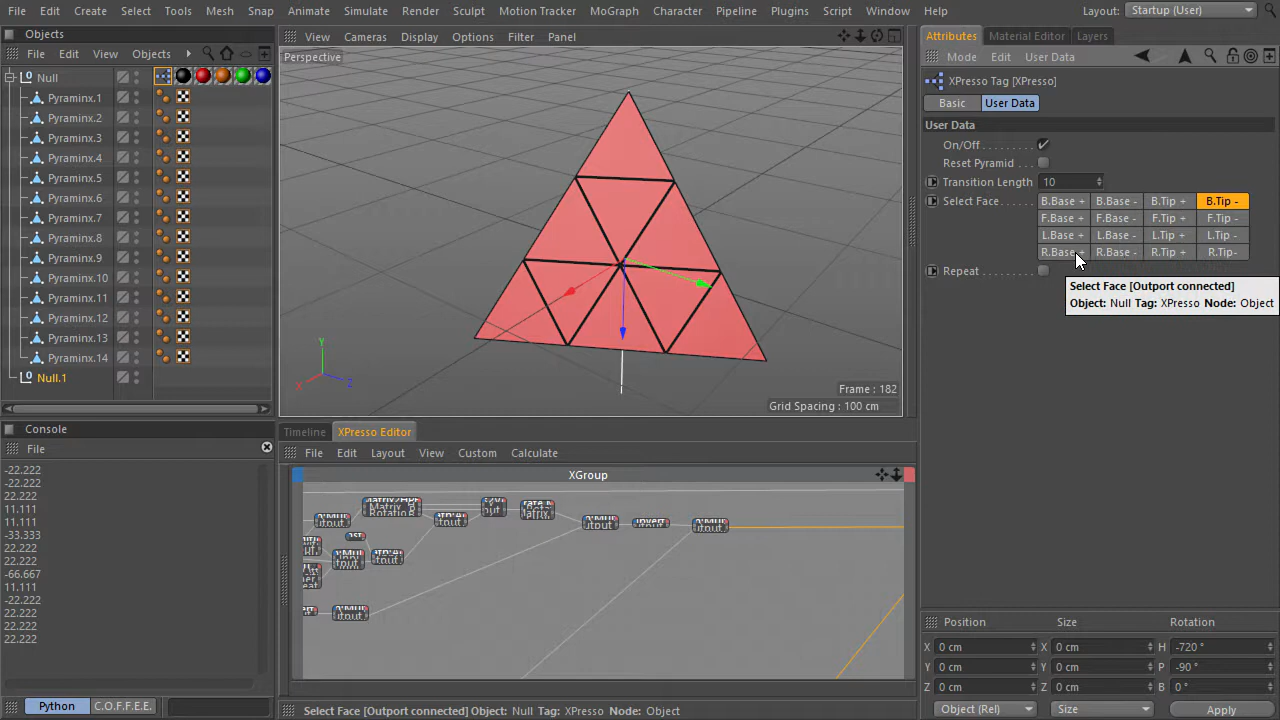 File Edit Create Select Tools Mesh Snap Animate Simulate Render Sculpt Motion Tracker MoGraph Character Pipeline Plugins Script Window Help Layout: Startup (User)
Objects
File Edit View Objects
Null
Pyraminx.1
Pyraminx.2
Pyraminx.3
Pyraminx.4
Pyraminx.5
Pyraminx.6
Pyraminx.7
Pyraminx.8
Pyraminx.9
Pyraminx.10
Pyraminx.11
Pyraminx.12
Pyraminx.13
Pyraminx.14
Null.1
Console
File
-22.222
-22.222
22.222
11.111
11.111
-33.333
22.222
22.222
-66.667
11.111
-22.222
22.222
22.222
22.222
Python C.O.F.F.E.E.
View Cameras Display Options Filter Panel
Perspective
Y
X
Z
Frame : 182
Grid Spacing : 100 cm
Timeline XPresso Editor
File Edit Layout View Custom Calculate
XGroup
Select Face [Outport connected] Object: Null Tag: XPresso Node: Object
Attributes Material Editor Layers
Mode Edit User Data
XPresso Tag [XPresso]
Basic User Data
User Data
On/Off
Reset Pyramid
Transition Length 10
Select Face B.Base + B.Base - B.Tip + B.Tip -
F.Base + F.Base - F.Tip + F.Tip -
L.Base + L.Base - L.Tip + L.Tip -
R.Base + R.Base - R.Tip + R.Tip-
Repeat
Select Face [Outport connected]
Object: Null Tag: XPresso Node: Object
Position Size Rotation
X 0 cm X 0 cm H -720 °
Y 0 cm Y 0 cm P -90 °
Z 0 cm Z 0 cm B 0 °
Object (Rel) Size Apply